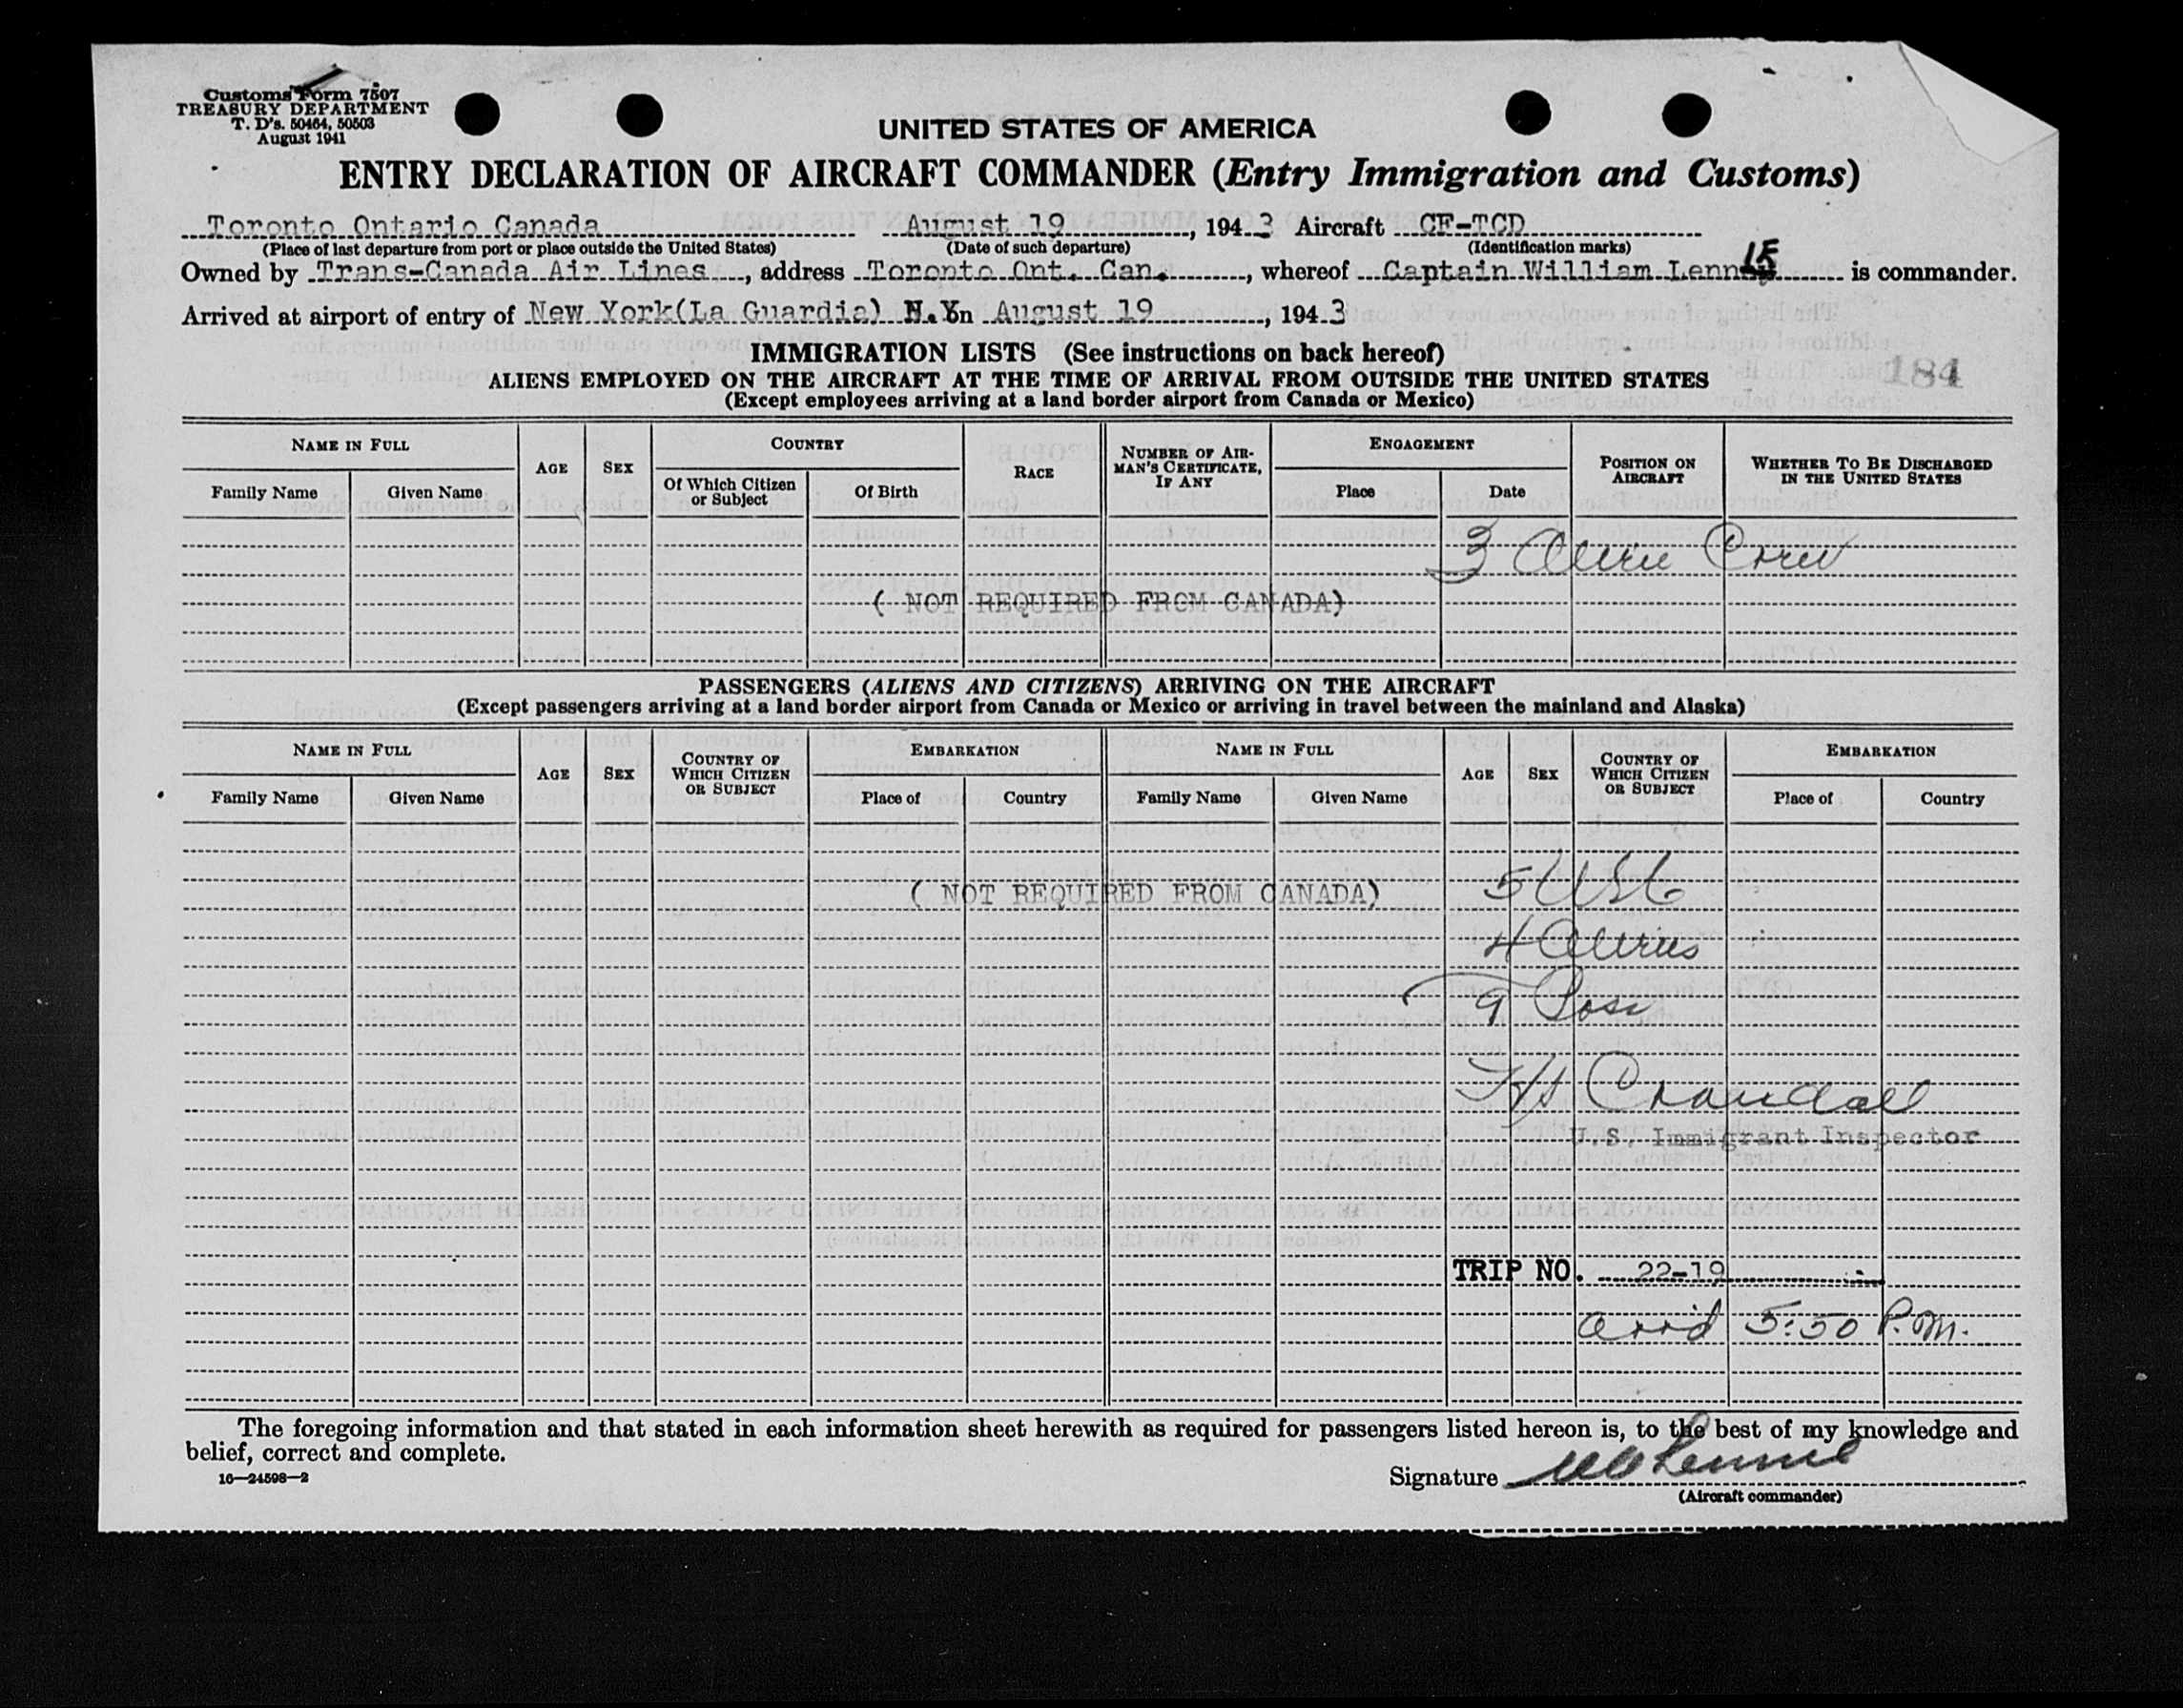 Customs Form 7507
TREASURY DEPARTMENT
T. D's. 50464, 50503
August 1941
UNITED STATES OF AMERICA
ENTRY DECLARATION OF AIRCRAFT COMMANDER (Entry Immigration and Customs)
Toronto Ontario Canada August 19, 1943 Aircraft CF-TCD
(Place of last departure from port or place outside the United States) (Date of such departure) (Identification marks)
15
Owned by Trans-Canada Air Lines, address Toronto Ont. Can., whereof Captain William is commander.
Arrived at airport of entry of New York(La Guardia) N.Y. on August 19, 1943
IMMIGRATION LISTS (See instructions on back hereof)
184
ALIENS EMPLOYED ON THE AIRCRAFT AT THE TIME OF ARRIVAL FROM OUTSIDE THE UNITED STATES
(Except employees arriving at a land border airport from Canada or Mexico)
NAME IN FULL AGE SEX COUNTRY RACE NUMBER OF AIRMAN'S CERTIFICATE, IF ANY ENGAGEMENT POSITION ON AIRCRAFT WHETHER TO BE DISCHARGED IN THE UNITED STATES
Family Name Given Name Of Which Citizen or Subject Of Birth Place Date
3 Alien Crew
( NOT REQUIRED FROM CANADA)
PASSENGERS (ALIENS AND CITIZENS) ARRIVING ON THE AIRCRAFT
(Except passengers arriving at a land border airport from Canada or Mexico or arriving in travel between the mainland and Alaska)
NAME IN FULL AGE SEX COUNTRY OF WHICH CITIZEN OR SUBJECT EMBARKATION NAME IN FULL AGE SEX COUNTRY OF WHICH CITIZEN OR SUBJECT EMBARKATION
Family Name Given Name Place of Country Family Name Given Name Place of Country
( NOT REQUIRED FROM CANADA) 5 USC
4 Aliens
9 Pass
Crandall
U.S. Immigrant Inspector
TRIP NO. 22-19
arr'd 5:50 P.M.
The foregoing information and that stated in each information sheet herewith as required for passengers listed hereon is, to the best of my knowledge and
belief, correct and complete.
16—24598—2
Signature Lennie
(Aircraft commander)